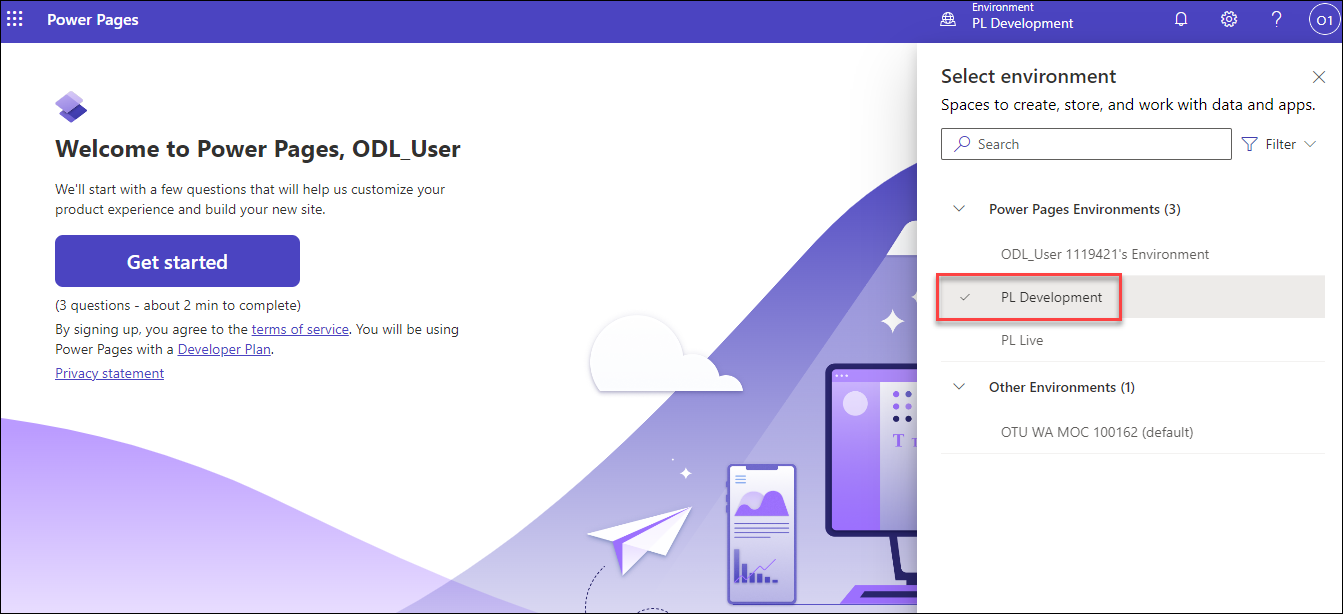 Power Pages
Environment
PL Development
?
O1
Welcome to Power Pages, ODL_User
We'll start with a few questions that will help us customize your
product experience and build your new site.
Get started
(3 questions - about 2 min to complete)
By signing up, you agree to the terms of service. You will be using
Power Pages with a Developer Plan.
Privacy statement
Select environment
Spaces to create, store, and work with data and apps.
Search
Filter
Power Pages Environments (3)
ODL_User 1119421's Environment
PL Development
PL Live
Other Environments (1)
OTU WA MOC 100162 (default)